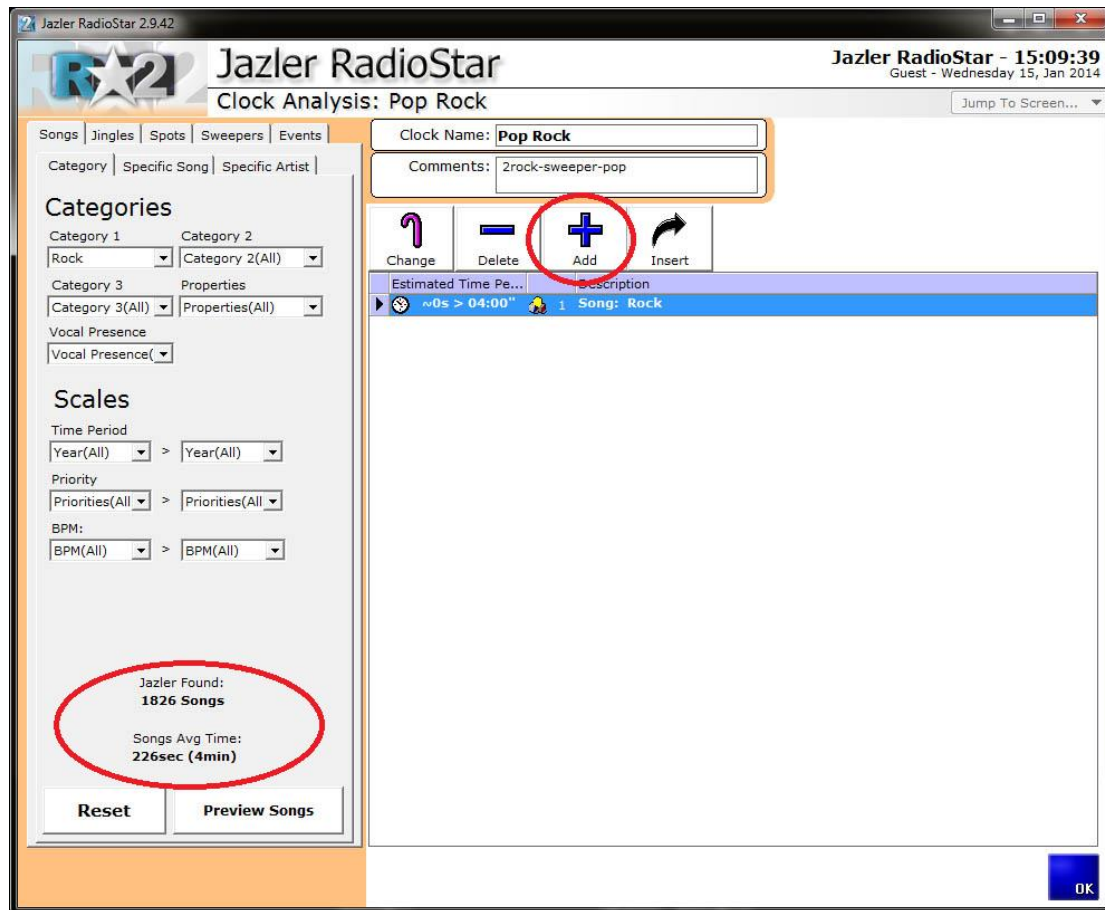 Jazler RadioStar 2.9.42
R 2
Jazler RadioStar
Jazler RadioStar - 15:09:39
Guest - Wednesday 15, Jan 2014
Clock Analysis: Pop Rock
Jump To Screen...
Songs Jingles Spots Sweepers Events
Category Specific Song Specific Artist
Clock Name: Pop Rock
Comments: 2rock-sweeper-pop
Categories
Category 1 Category 2
Rock Category 2(All)
Category 3 Properties
Category 3(All) Properties(All)
Vocal Presence
Vocal Presence(
Change Delete Add Insert
Estimated Time Pe... Description
~0s > 04:00" 1 Song: Rock
Scales
Time Period
Year(All) > Year(All)
Priority
Priorities(All > Priorities(All
BPM:
BPM(All) > BPM(All)
Jazler Found:
1826 Songs
Songs Avg Time:
226sec (4min)
Reset Preview Songs
OK